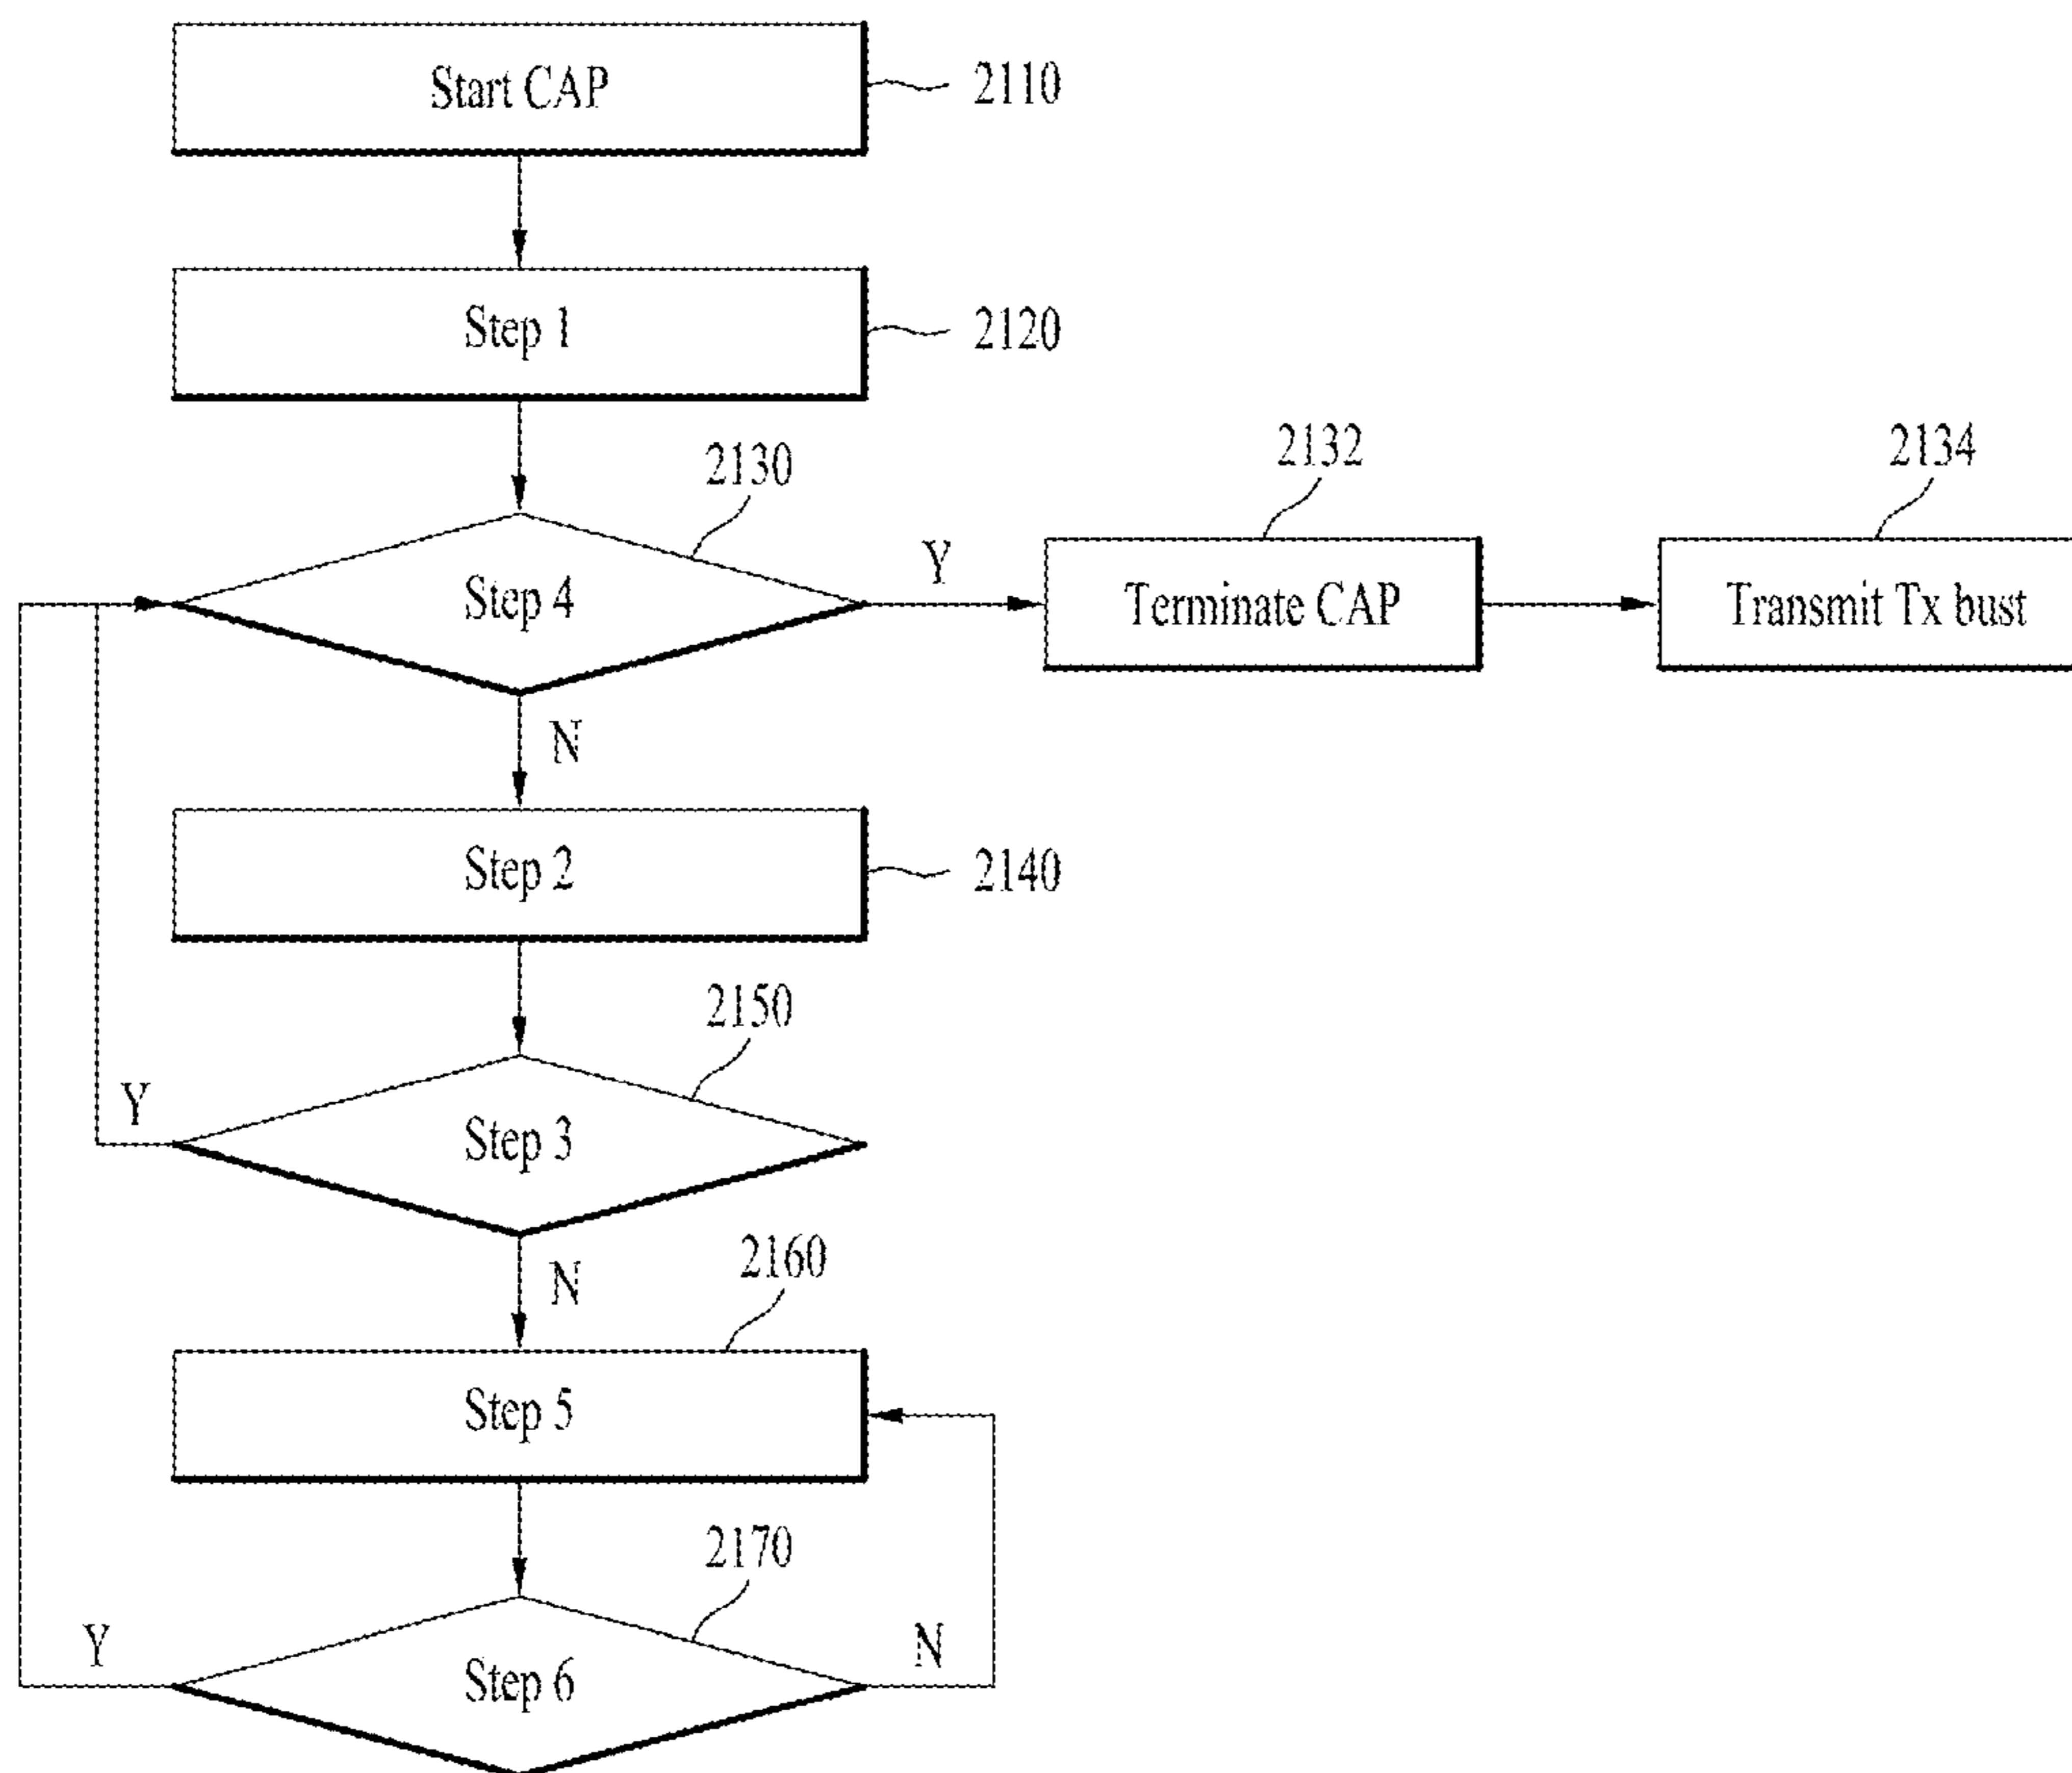 Start CAP
2110
Step 1
2120
2130
2132
2134
Step 4
Y
Terminate CAP
Transmit Tx bust
N
Step 2
2140
2150
Y
Step 3
N
2160
Step 5
2170
Y
Step 6
N